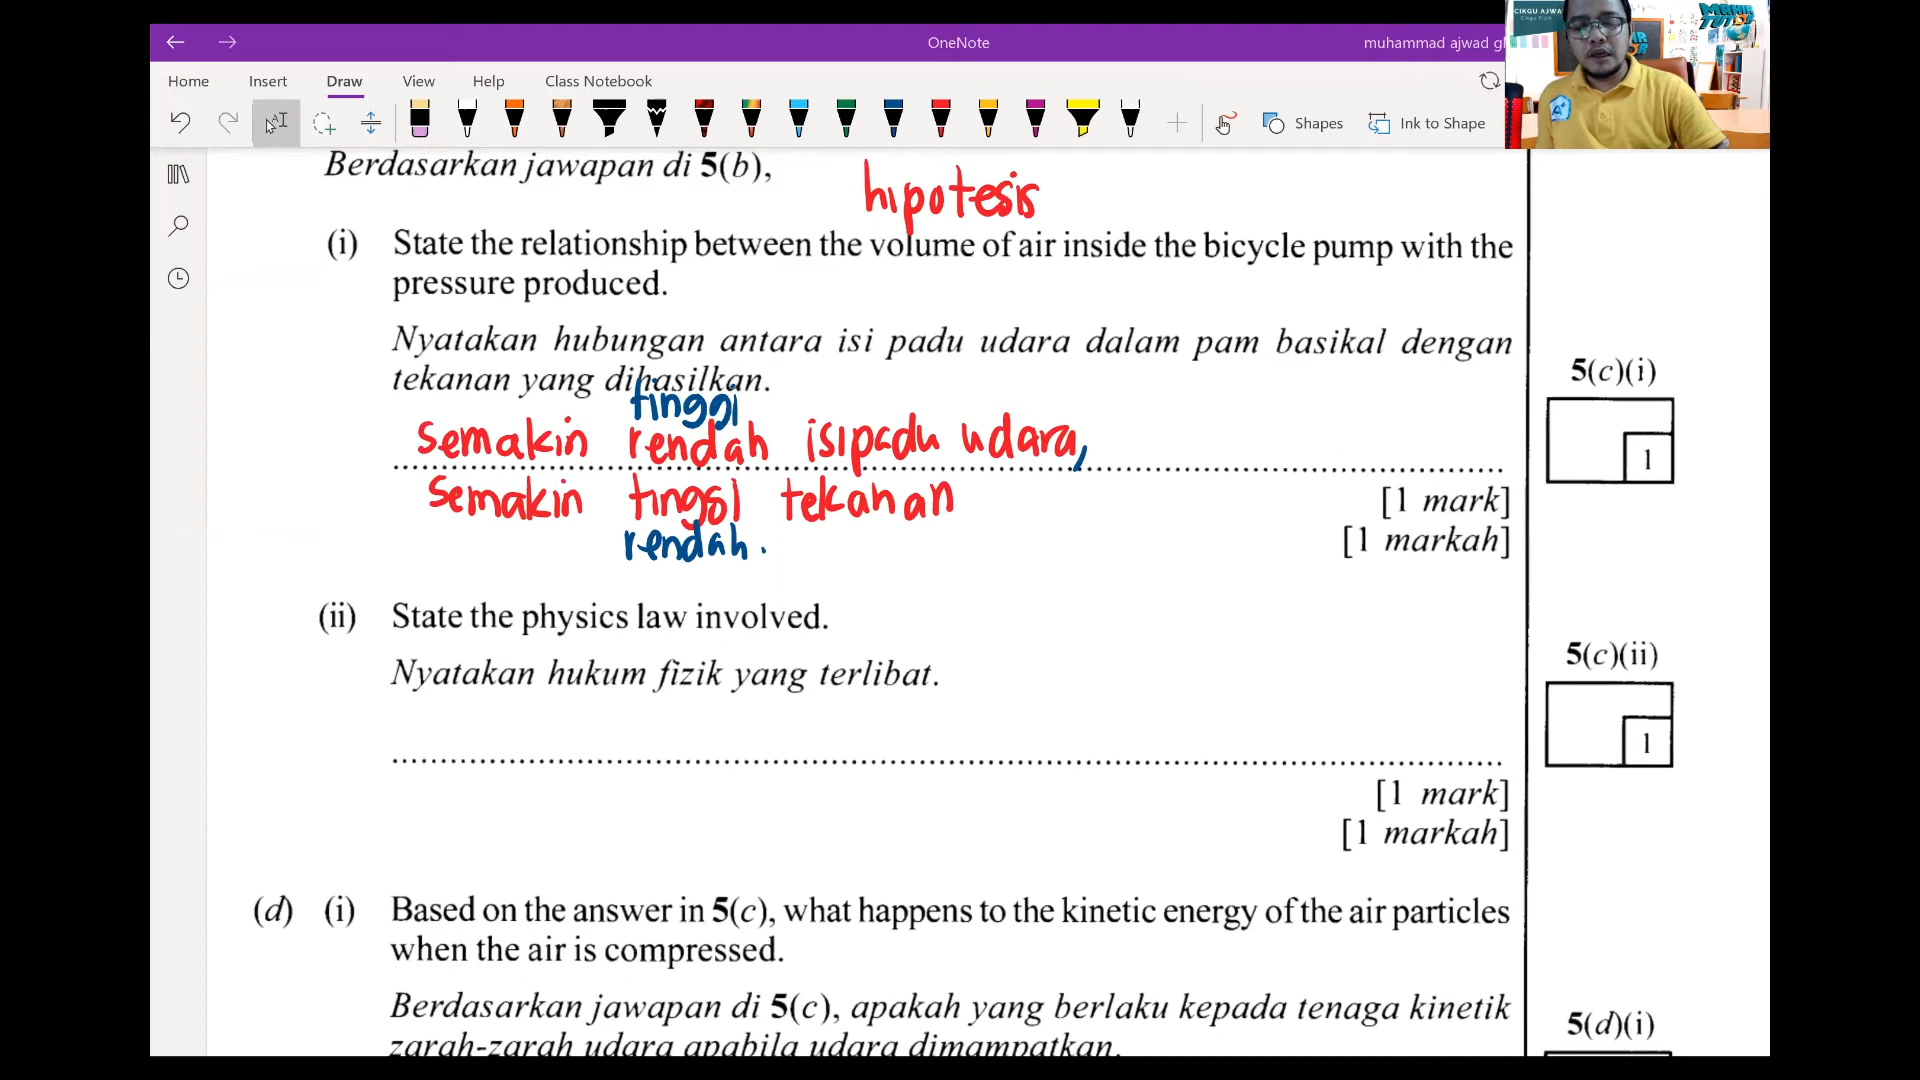 OneNote
muhammad ajwad g
CIKGU AJWA
Cikgu Fizik
MAHIR
TUTOR
Home Insert Draw View Help Class Notebook
Shapes Ink to Shape
Berdasarkan jawapan di 5(b),
hipotesis
(i) State the relationship between the volume of air inside the bicycle pump with the
pressure produced.
Nyatakan hubungan antara isi padu udara dalam pam basikal dengan
tekanan yang dihasilkan.
5(c)(i)
tinggi
semakin rendah isipadu udara,
1
semakin tinggi tekanan
[1 mark]
rendah.
[1 markah]
(ii) State the physics law involved.
5(c)(ii)
Nyatakan hukum fizik yang terlibat.
1
[1 mark]
[1 markah]
(d) (i) Based on the answer in 5(c), what happens to the kinetic energy of the air particles
when the air is compressed.
Berdasarkan jawapan di 5(c), apakah yang berlaku kepada tenaga kinetik
5(d)(i)
zarah-zarah udara apabila udara dimampatkan.